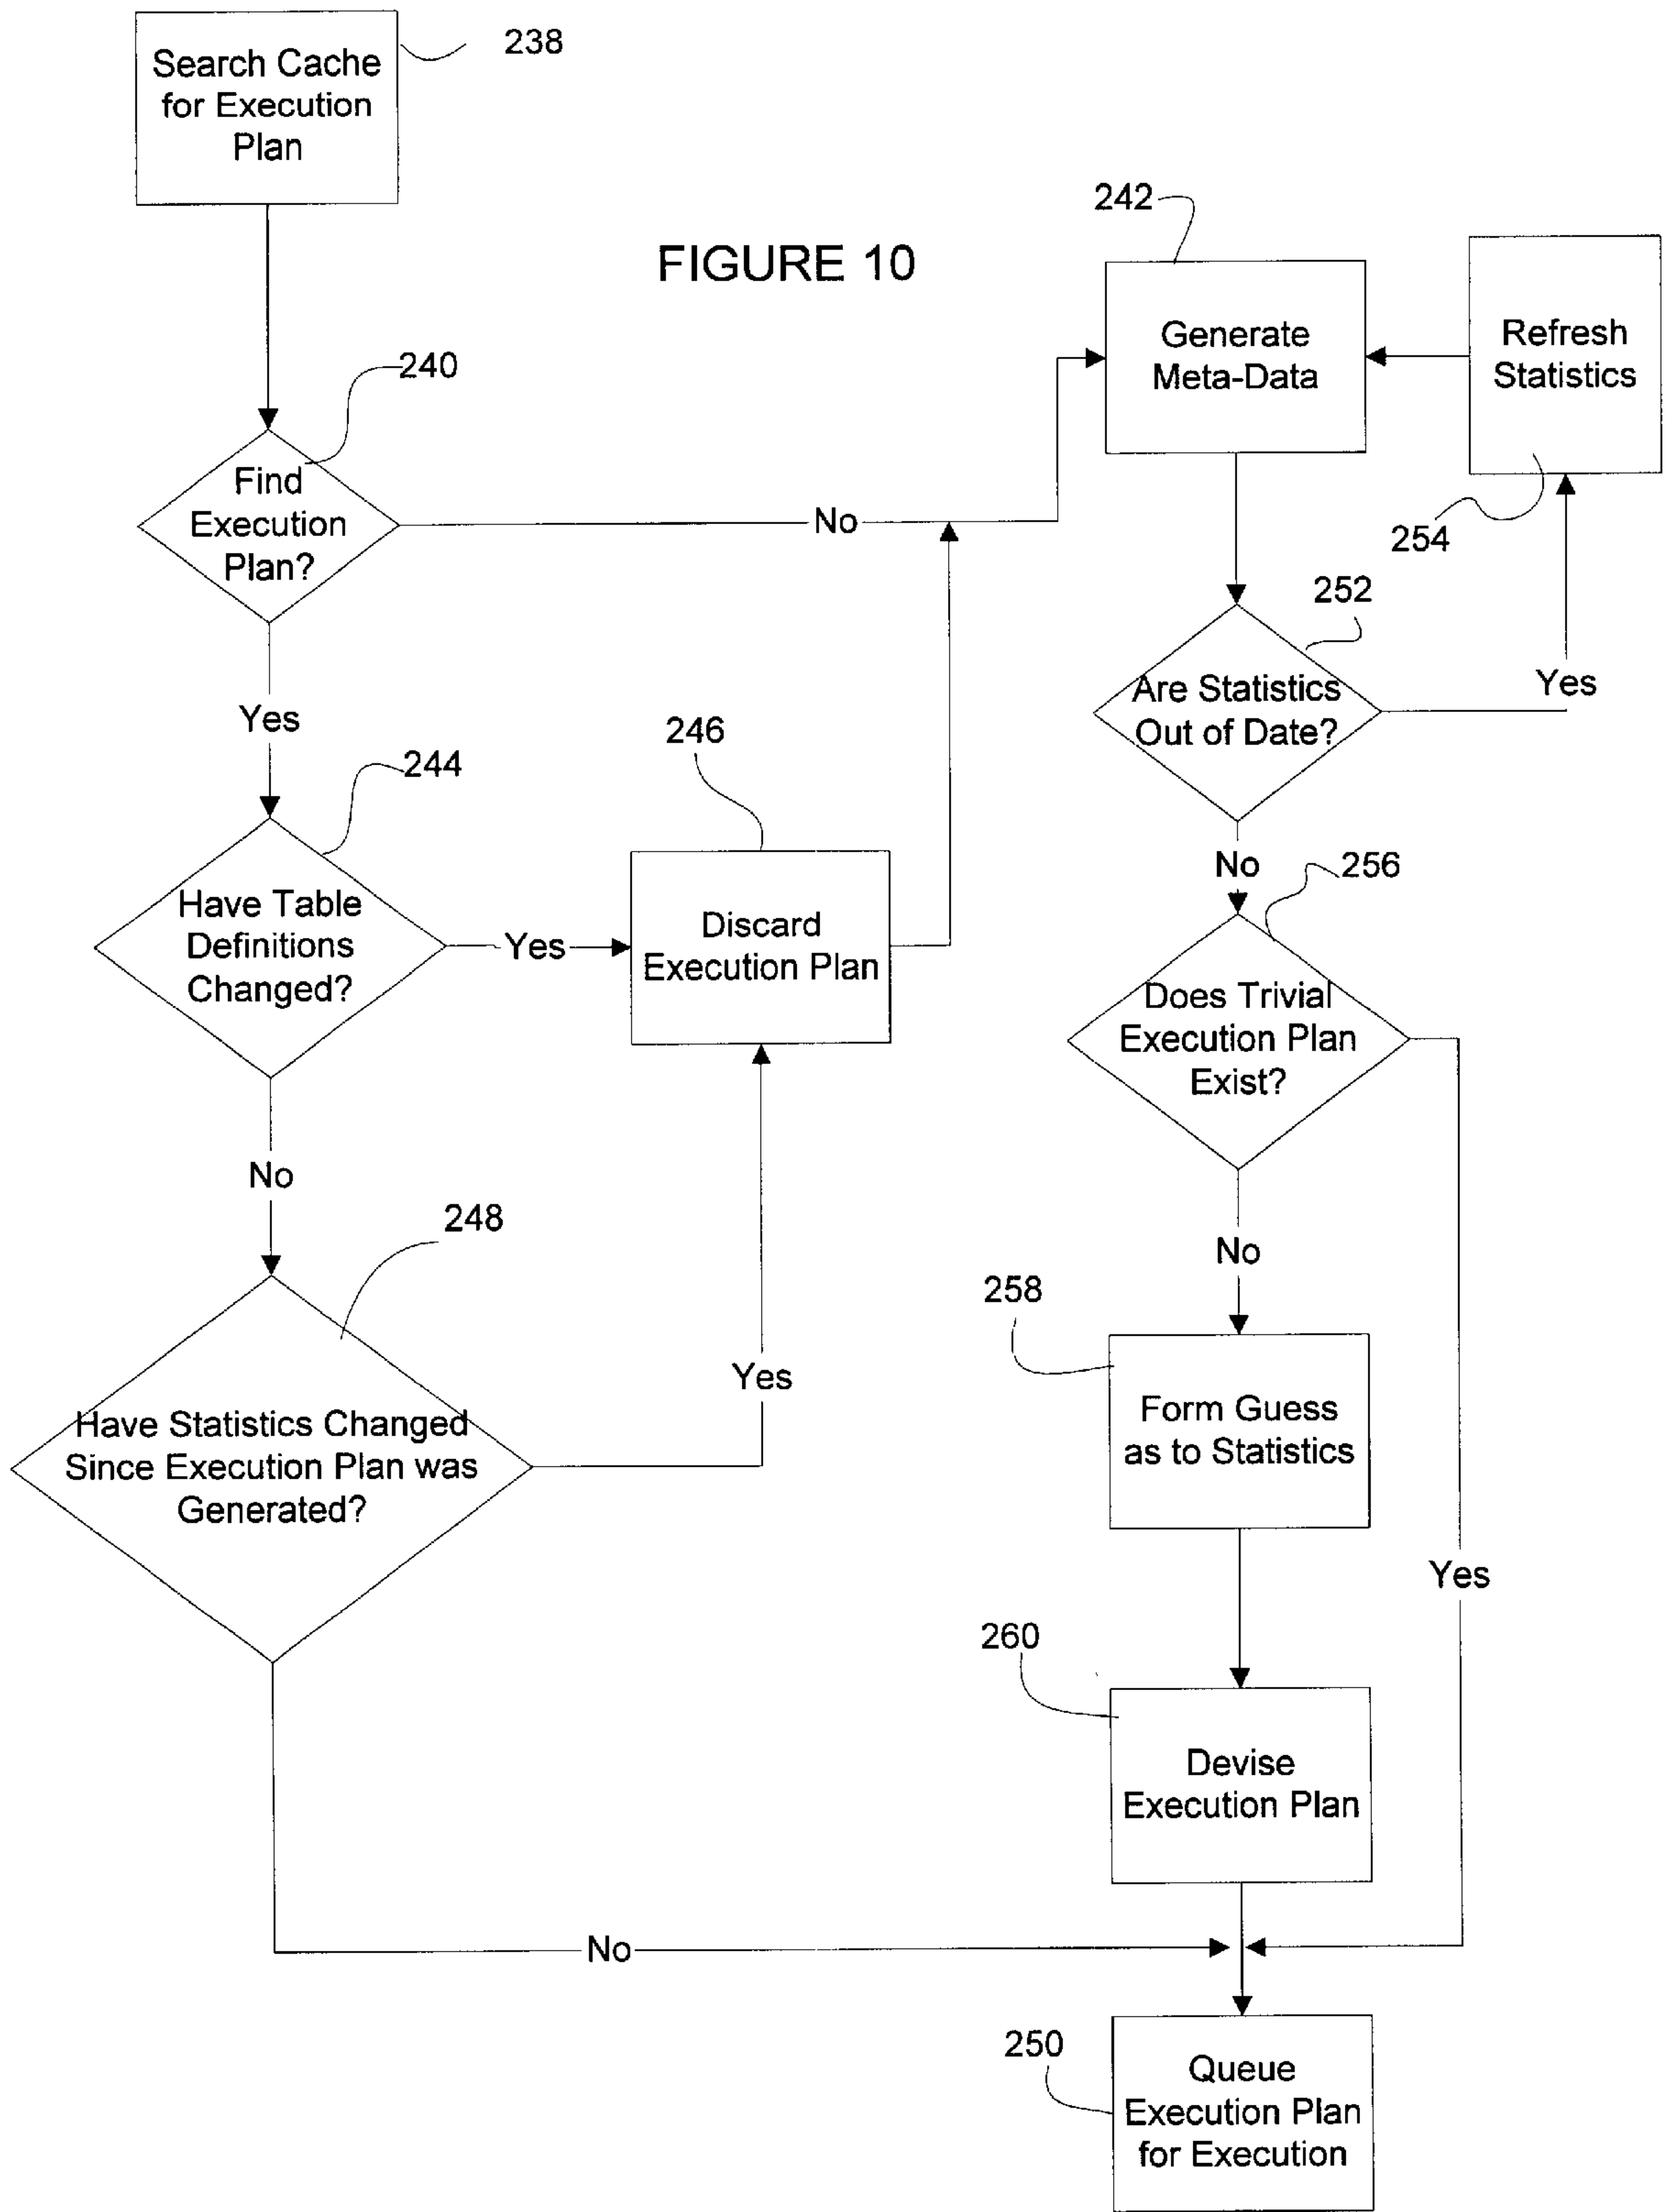 238
Search Cache
for Execution
Plan
FIGURE 10
242
Generate
Meta-Data
Refresh
Statistics
254
240
Find
Execution
Plan?
No
Yes
252
Are Statistics
Out of Date?
Yes
No
244
Have Table
Definitions
Changed?
Yes
246
Discard
Execution Plan
No
256
Does Trivial
Execution Plan
Exist?
No
Yes
248
Have Statistics Changed
Since Execution Plan was
Generated?
Yes
No
258
Form Guess
as to Statistics
260
Devise
Execution Plan
250
Queue
Execution Plan
for Execution